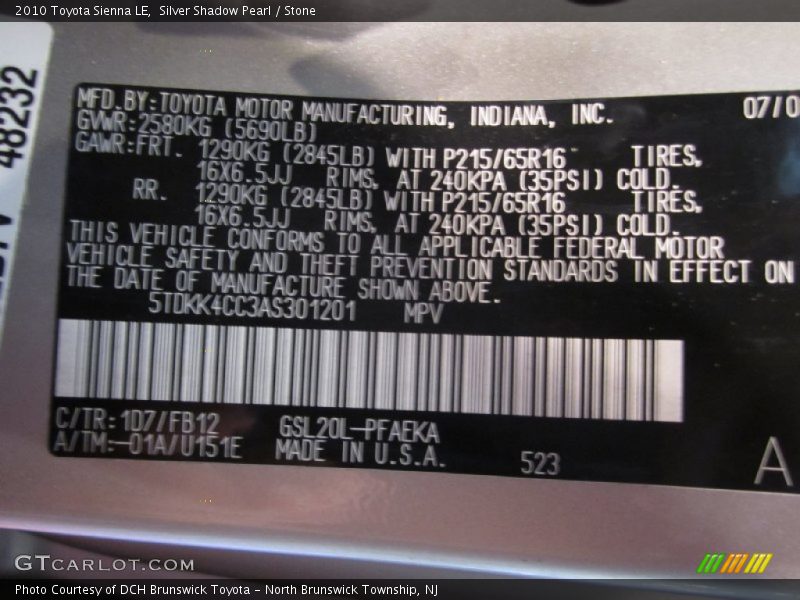 2010 Toyota Sienna LE, Silver Shadow Pearl / Stone
48232
MFD.BY:TOYOTA MOTOR MANUFACTURING, INDIANA, INC. 07/0
GVWR:2580KG (5690LB)
GAWR:FRT. 1290KG (2845LB) WITH P215/65R16 TIRES,
16X6.5JJ RIMS, AT 240KPA (35PSI) COLD.
RR. 1290KG (2845LB) WITH P215/65R16 TIRES,
16X6.5JJ RIMS, AT 240KPA (35PSI) COLD.
THIS VEHICLE CONFORMS TO ALL APPLICABLE FEDERAL MOTOR
VEHICLE SAFETY AND THEFT PREVENTION STANDARDS IN EFFECT ON
THE DATE OF MANUFACTURE SHOWN ABOVE.
5TDKK4CC3AS301201 MPV
C/TR:1D7/FB12 GSL20L-PFAEKA
A/TM:-01A/U151E MADE IN U.S.A. 523 A
GTCARLOT.COM
Photo Courtesy of DCH Brunswick Toyota - North Brunswick Township, NJ